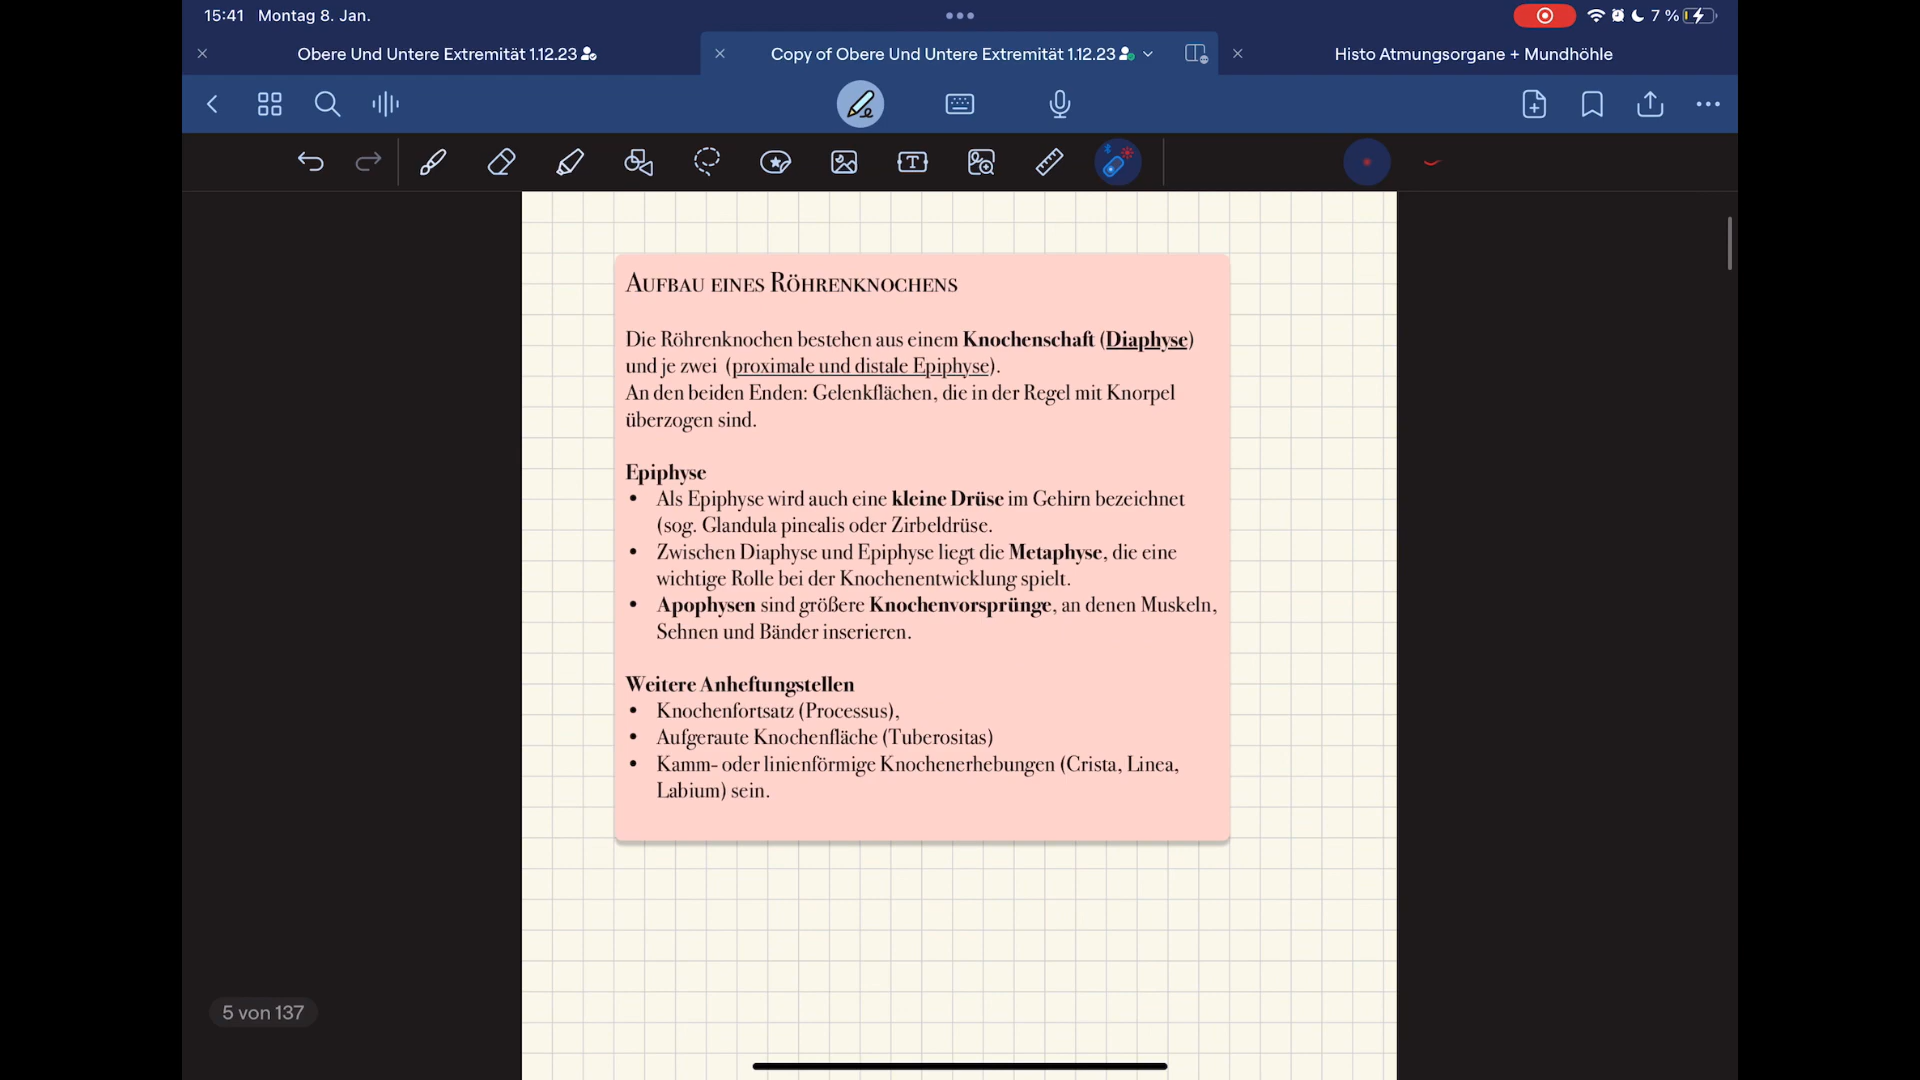 15:41 Montag 8. Jan.
7 %
Obere Und Untere Extremität 1.12.23
Copy of Obere Und Untere Extremität 1.12.23
Histo Atmungsorgane + Mundhöhle
AUFBAU EINES RÖHRENKNOCHENS
Die Röhrenknochen bestehen aus einem Knochenschaft (Diaphyse)
und je zwei (proximale und distale Epiphyse).
An den beiden Enden: Gelenkflächen, die in der Regel mit Knorpel
überzogen sind.
Epiphyse
• Als Epiphyse wird auch eine kleine Drüse im Gehirn bezeichnet
(sog. Glandula pinealis oder Zirbeldrüse.
• Zwischen Diaphyse und Epiphyse liegt die Metaphyse, die eine
wichtige Rolle bei der Knochenentwicklung spielt.
• Apophysen sind größere Knochenvorsprünge, an denen Muskeln,
Sehnen und Bänder inserieren.
Weitere Anheftungstellen
• Knochenfortsatz (Processus),
• Aufgeraute Knochenfläche (Tuberositas)
• Kamm- oder linienförmige Knochenerhebungen (Crista, Linea,
Labium) sein.
5 von 137